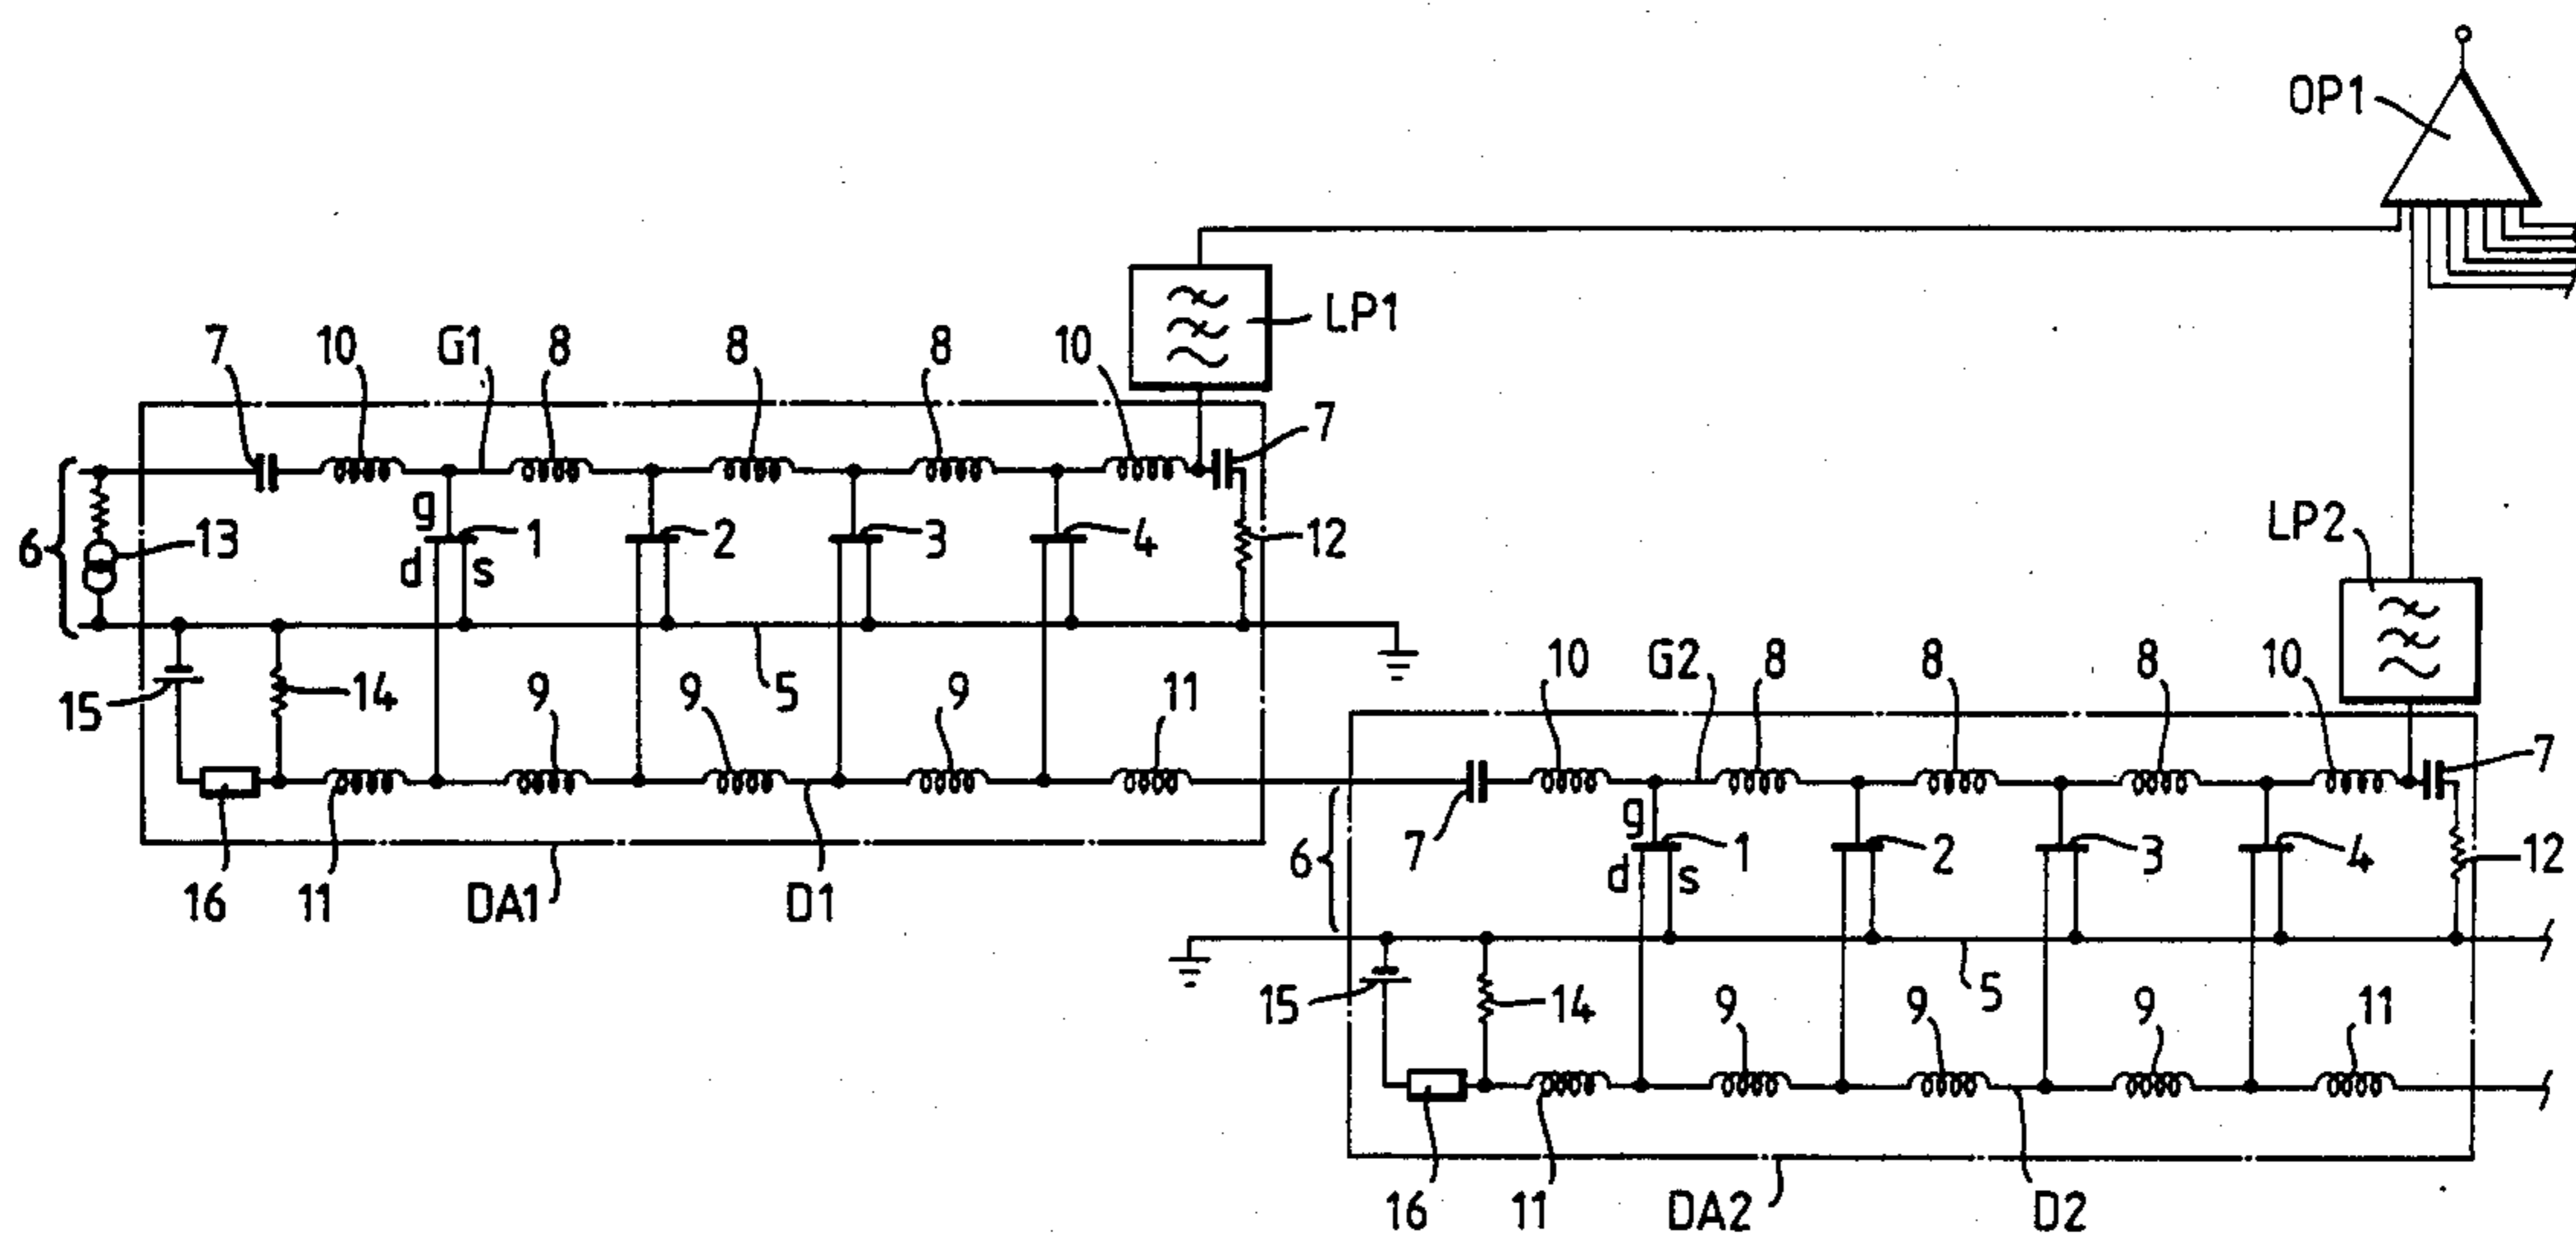 OP1
LP1
7 10 G1 8 8 8 10 7
6 13 g 1 2 3 4 12
d s
LP2
15 14 9 9 5 9 11
10 G2 8 8 8 10 7
16 11 DA1 D1
6 7 g 1 2 3 4 12
d s
15 14 9 9 5 9 11
16 11 DA2 D2